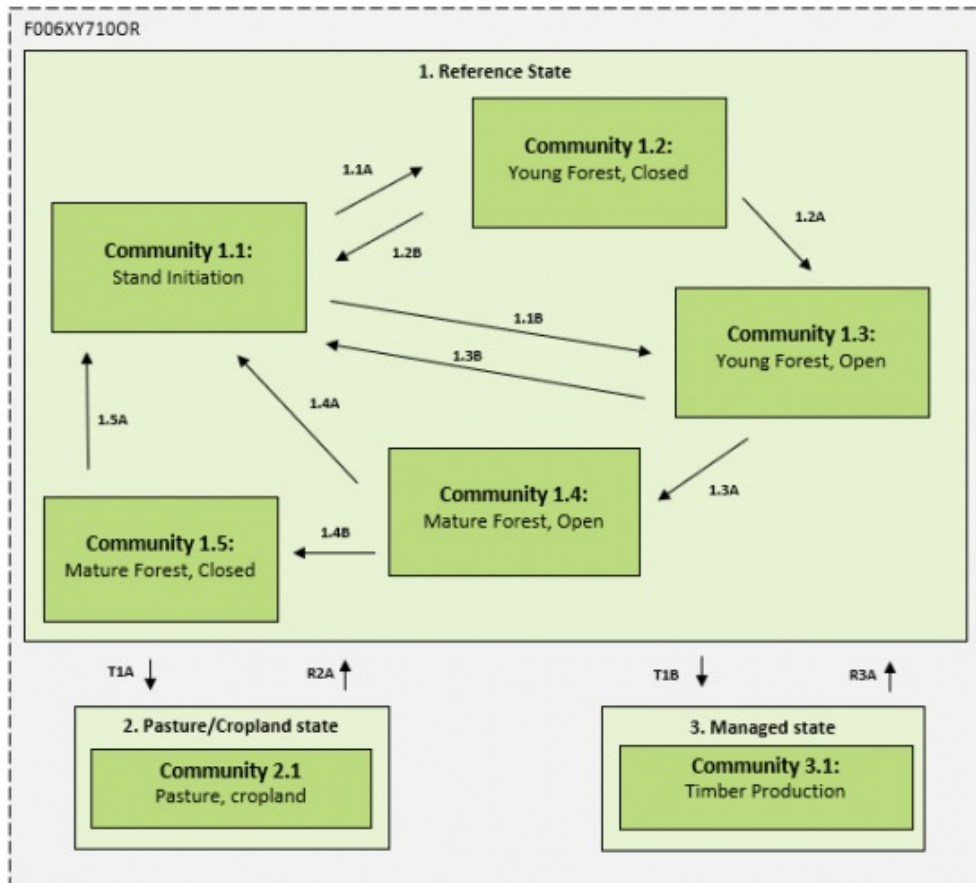 F006XY710OR
1. Reference State
Community 1.2:
Young Forest, Closed
1.1A
1.2A
1.2B
Community 1.1:
Stand Initiation
1.1B
Community 1.3:
Young Forest, Open
1.3B
1.4A
1.5A
1.3A
Community 1.4:
Mature Forest, Open
1.4B
Community 1.5:
Mature Forest, Closed
T1A
R2A
T1B
R3A
2. Pasture/Cropland state
Community 2.1
Pasture, cropland
3. Managed state
Community 3.1:
Timber Production